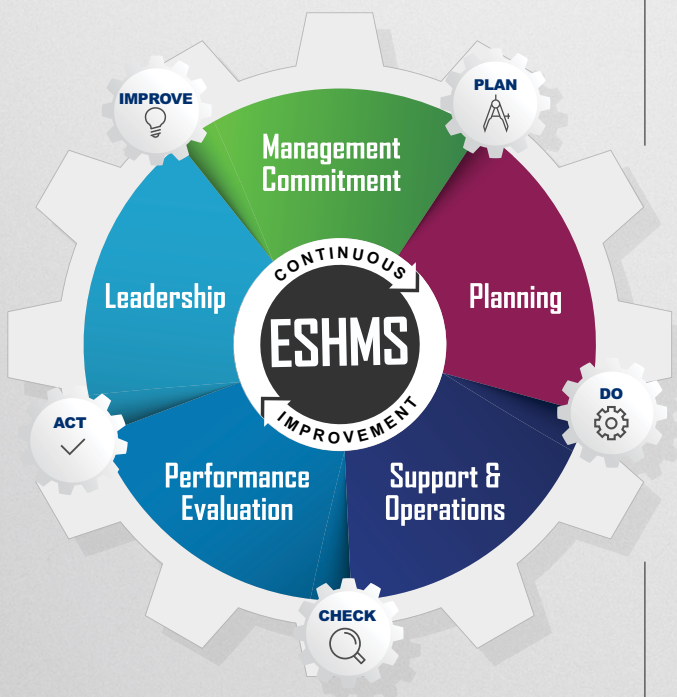 IMPROVE
PLAN
Management
Commitment
CONTINUOUS
Leadership
ESHMS
Planning
IMPROVEMENT
ACT
DO
Performance
Evaluation
Support &
Operations
CHECK